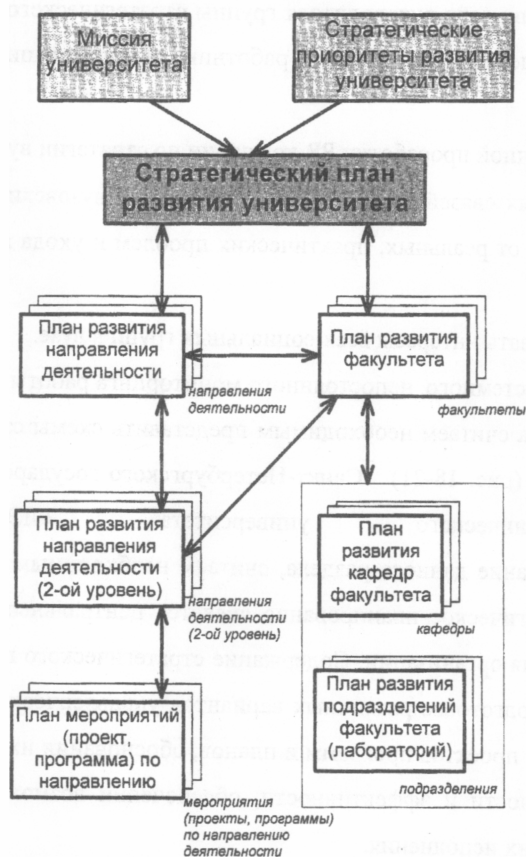 Миссия
университета
Стратегические
приоритеты развития
университета
Стратегический план
развития университета
План развития
направления
деятельности
направления
деятельности
План развития
факультета
факультеты
План развития
направления
деятельности
(2-ой уровень)
направления
деятельности
(2-ой уровень)
План
развития
кафедр
факультета
кафедры
План мероприятий
(проект,
программа) по
направлению
мероприятия
(проекты, программы)
по направлению
деятельности
План развития
подразделений
факультета
(лабораторий)
подразделения